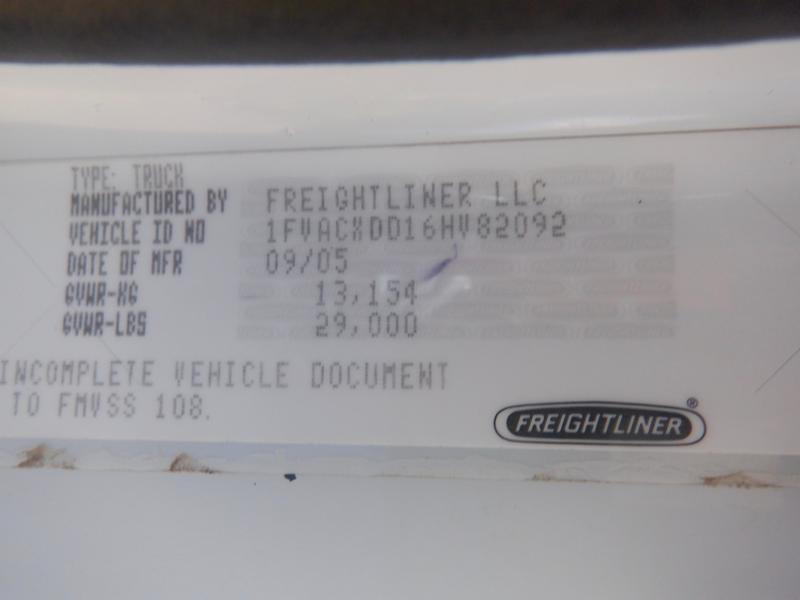 TYPE: TRUCK
MANUFACTURED BY FREIGHTLINER LLC
VEHICLE ID NO 1FVACXDD16HV82092
DATE OF MFR 09/05
GVWR-KG 13,154
GVWR-LBS 29,000
INCOMPLETE VEHICLE DOCUMENT
TO FMVSS 108.
FREIGHTLINER®